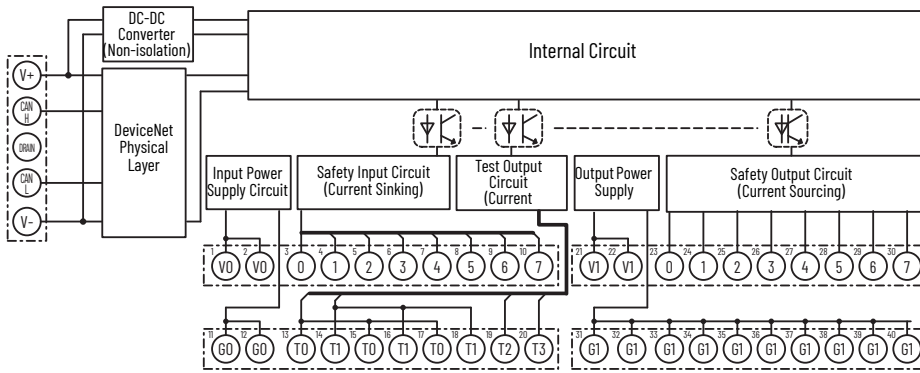 DC-DC
Converter
(Non-isolation)
Internal Circuit
V+
CAN
H
DRAIN
CAN
L
V-
DeviceNet
Physical
Layer
Input Power
Supply Circuit
Safety Input Circuit
(Current Sinking)
Test Output
Circuit
(Current
Output Power
Supply
Safety Output Circuit
(Current Sourcing)
1 2 3 4 5 6 7 8 9 10
V0 V0 0 1 2 3 4 5 6 7
21 22 23 24 25 26 27 28 29 30
V1 V1 0 1 2 3 4 5 6 7
11 12 13 14 15 16 17 18 19 20
G0 G0 T0 T1 T0 T1 T0 T1 T2 T3
31 32 33 34 35 36 37 38 39 40
G1 G1 G1 G1 G1 G1 G1 G1 G1 G1